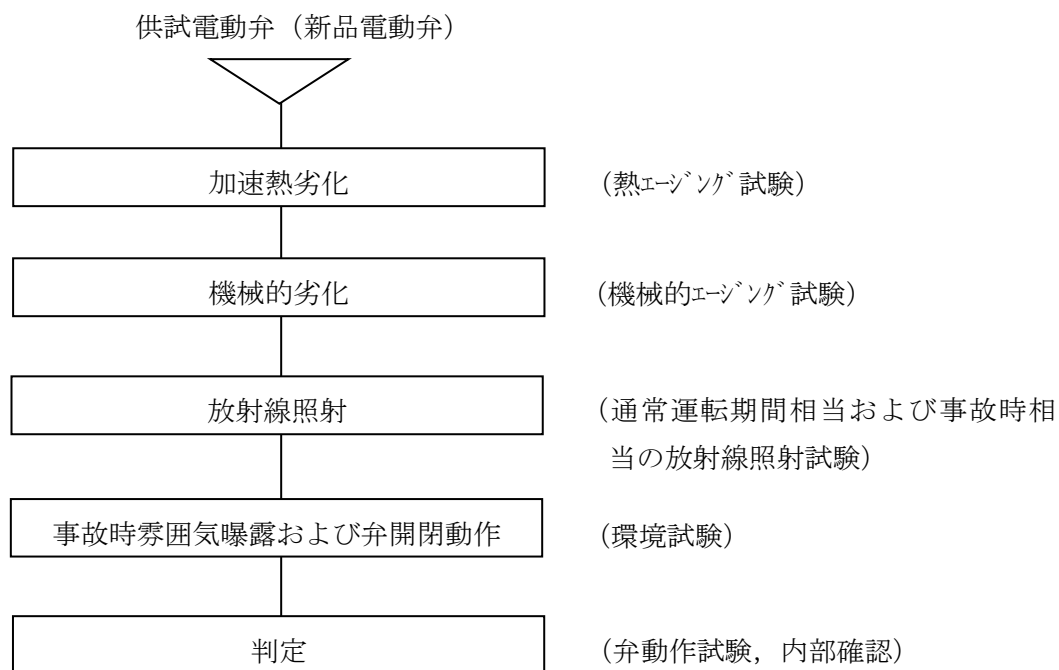 供試電動弁（新品電動弁）
加速熱劣化
（熱ｴｰｼﾞﾝｸﾞ試験）
機械的劣化
（機械的ｴｰｼﾞﾝｸﾞ試験）
放射線照射
（通常運転期間相当および事故時相
当の放射線照射試験）
事故時雰囲気曝露および弁開閉動作
（環境試験）
判定
（弁動作試験，内部確認）